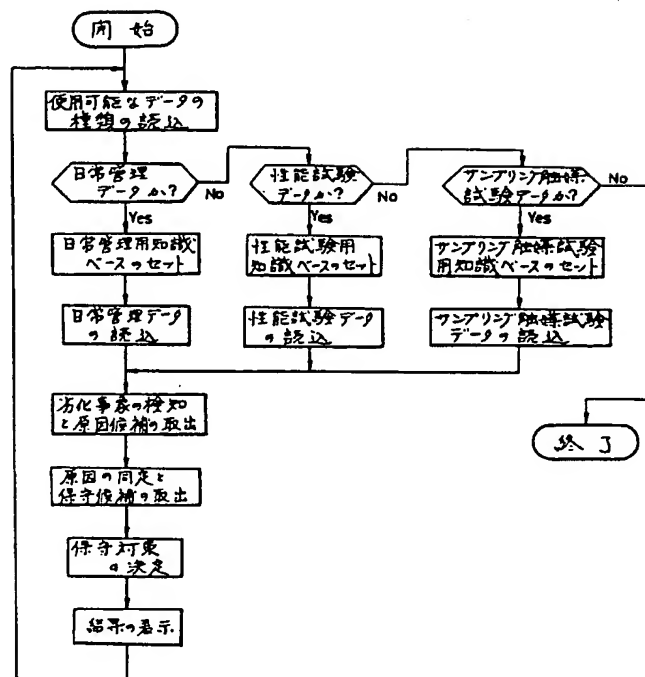 開始
使用可能なデータの
種類の読込
日常管理
データか?
No
性能試験
データか?
No
サンプリング触媒
試験データか?
No
Yes
Yes
Yes
日常管理用知識
ベースのセット
性能試験用
知識ベースのセット
サンプリング触媒試験
用知識ベースのセット
日常管理データ
の読込
性能試験データ
の読込
サンプリング触媒試験
データの読込
劣化事象の検知
と原因候補の取出
終了
原因の同定と
保守候補の取出
保守対策
の決定
結果の表示